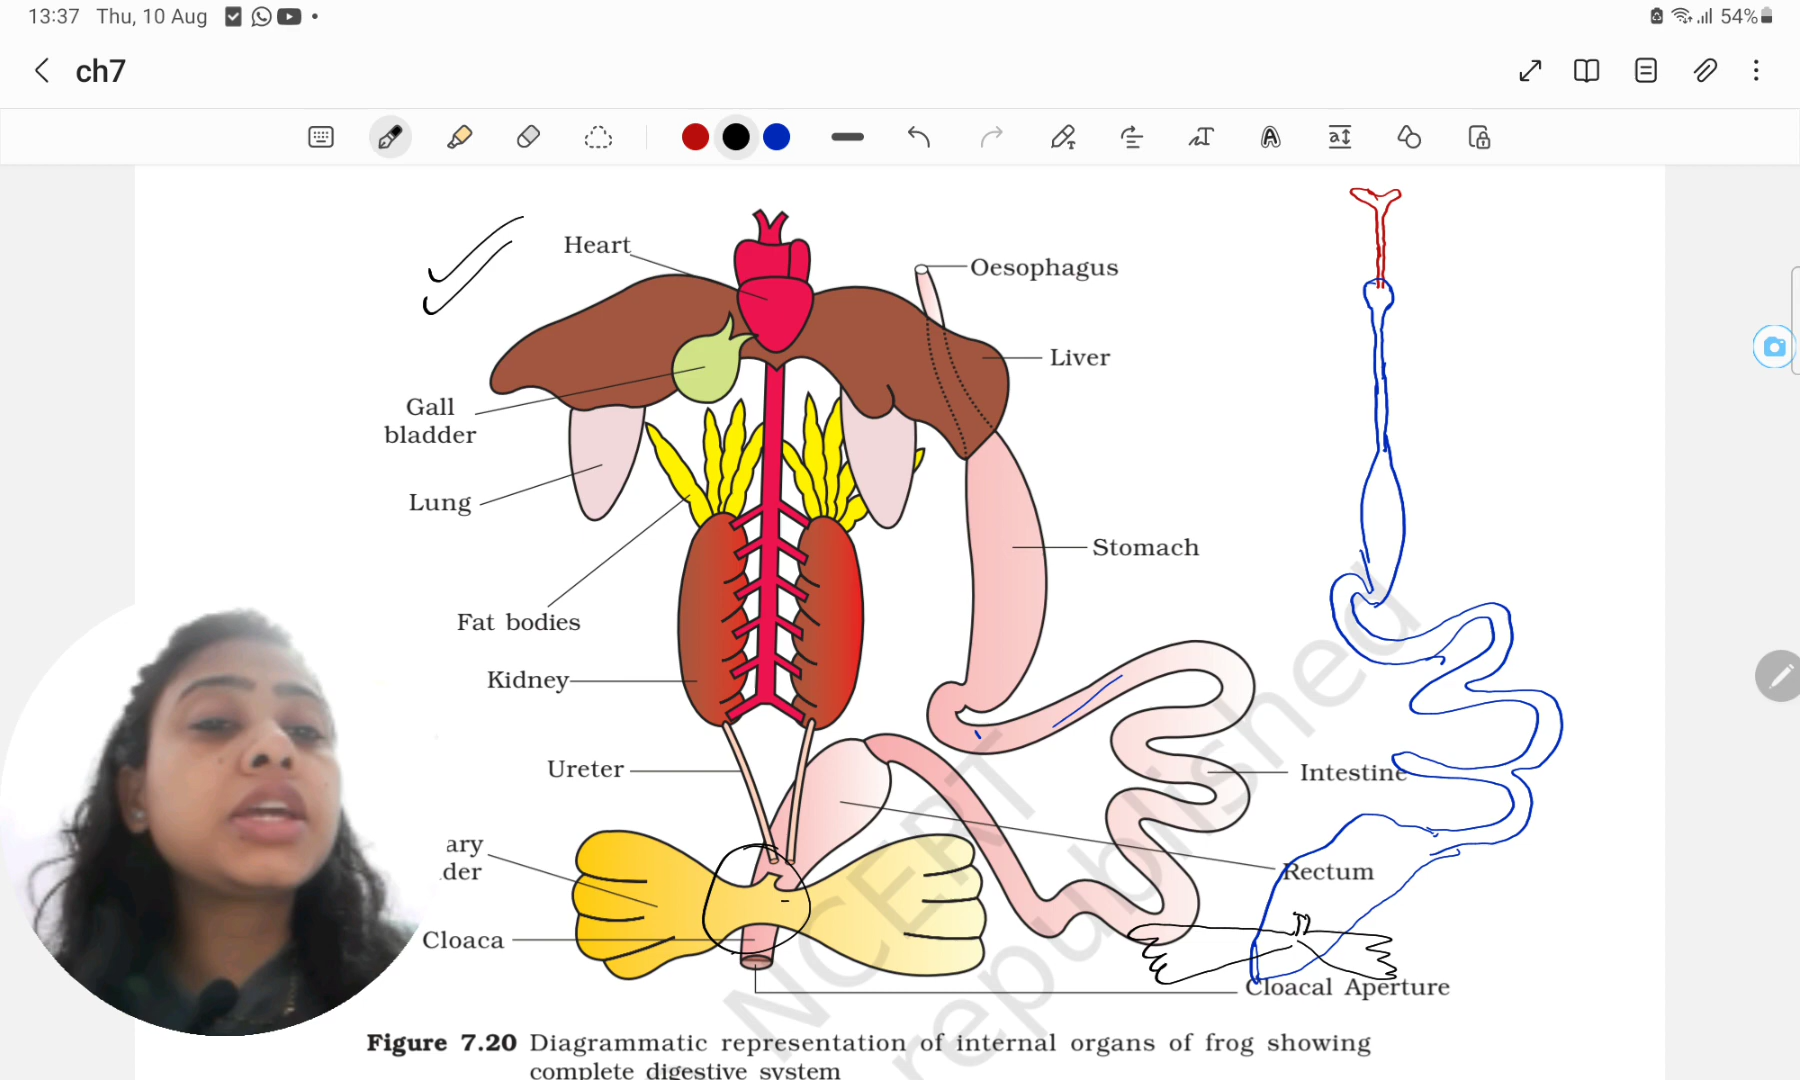 13:37 Thu, 10 Aug
54%
ch7
Heart
Oesophagus
Liver
Gall
bladder
Lung
Stomach
Fat bodies
Kidney
Ureter
Intestine
ary
der
Rectum
Cloaca
Cloacal Aperture
NCERT
republished
Figure 7.20 Diagrammatic representation of internal organs of frog showing
complete digestive system